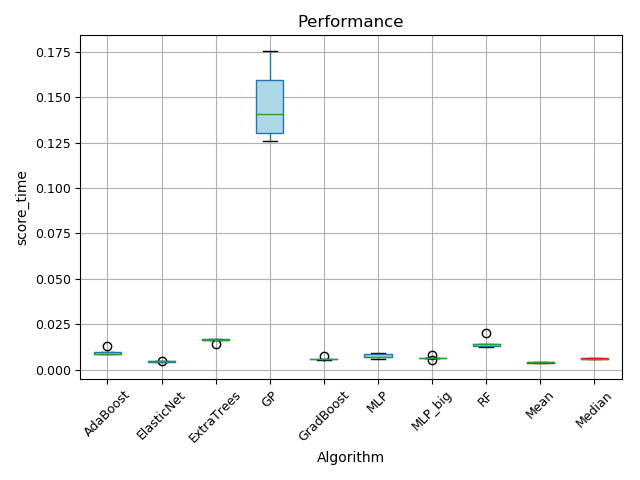 Performance
0.175
0.150
0.125
0.100
0.075
0.050
0.025
0.000
score_time
AdaBoost
ElasticNet
ExtraTrees
GP
GradBoost
MLP
MLP_big
RF
Mean
Median
Algorithm